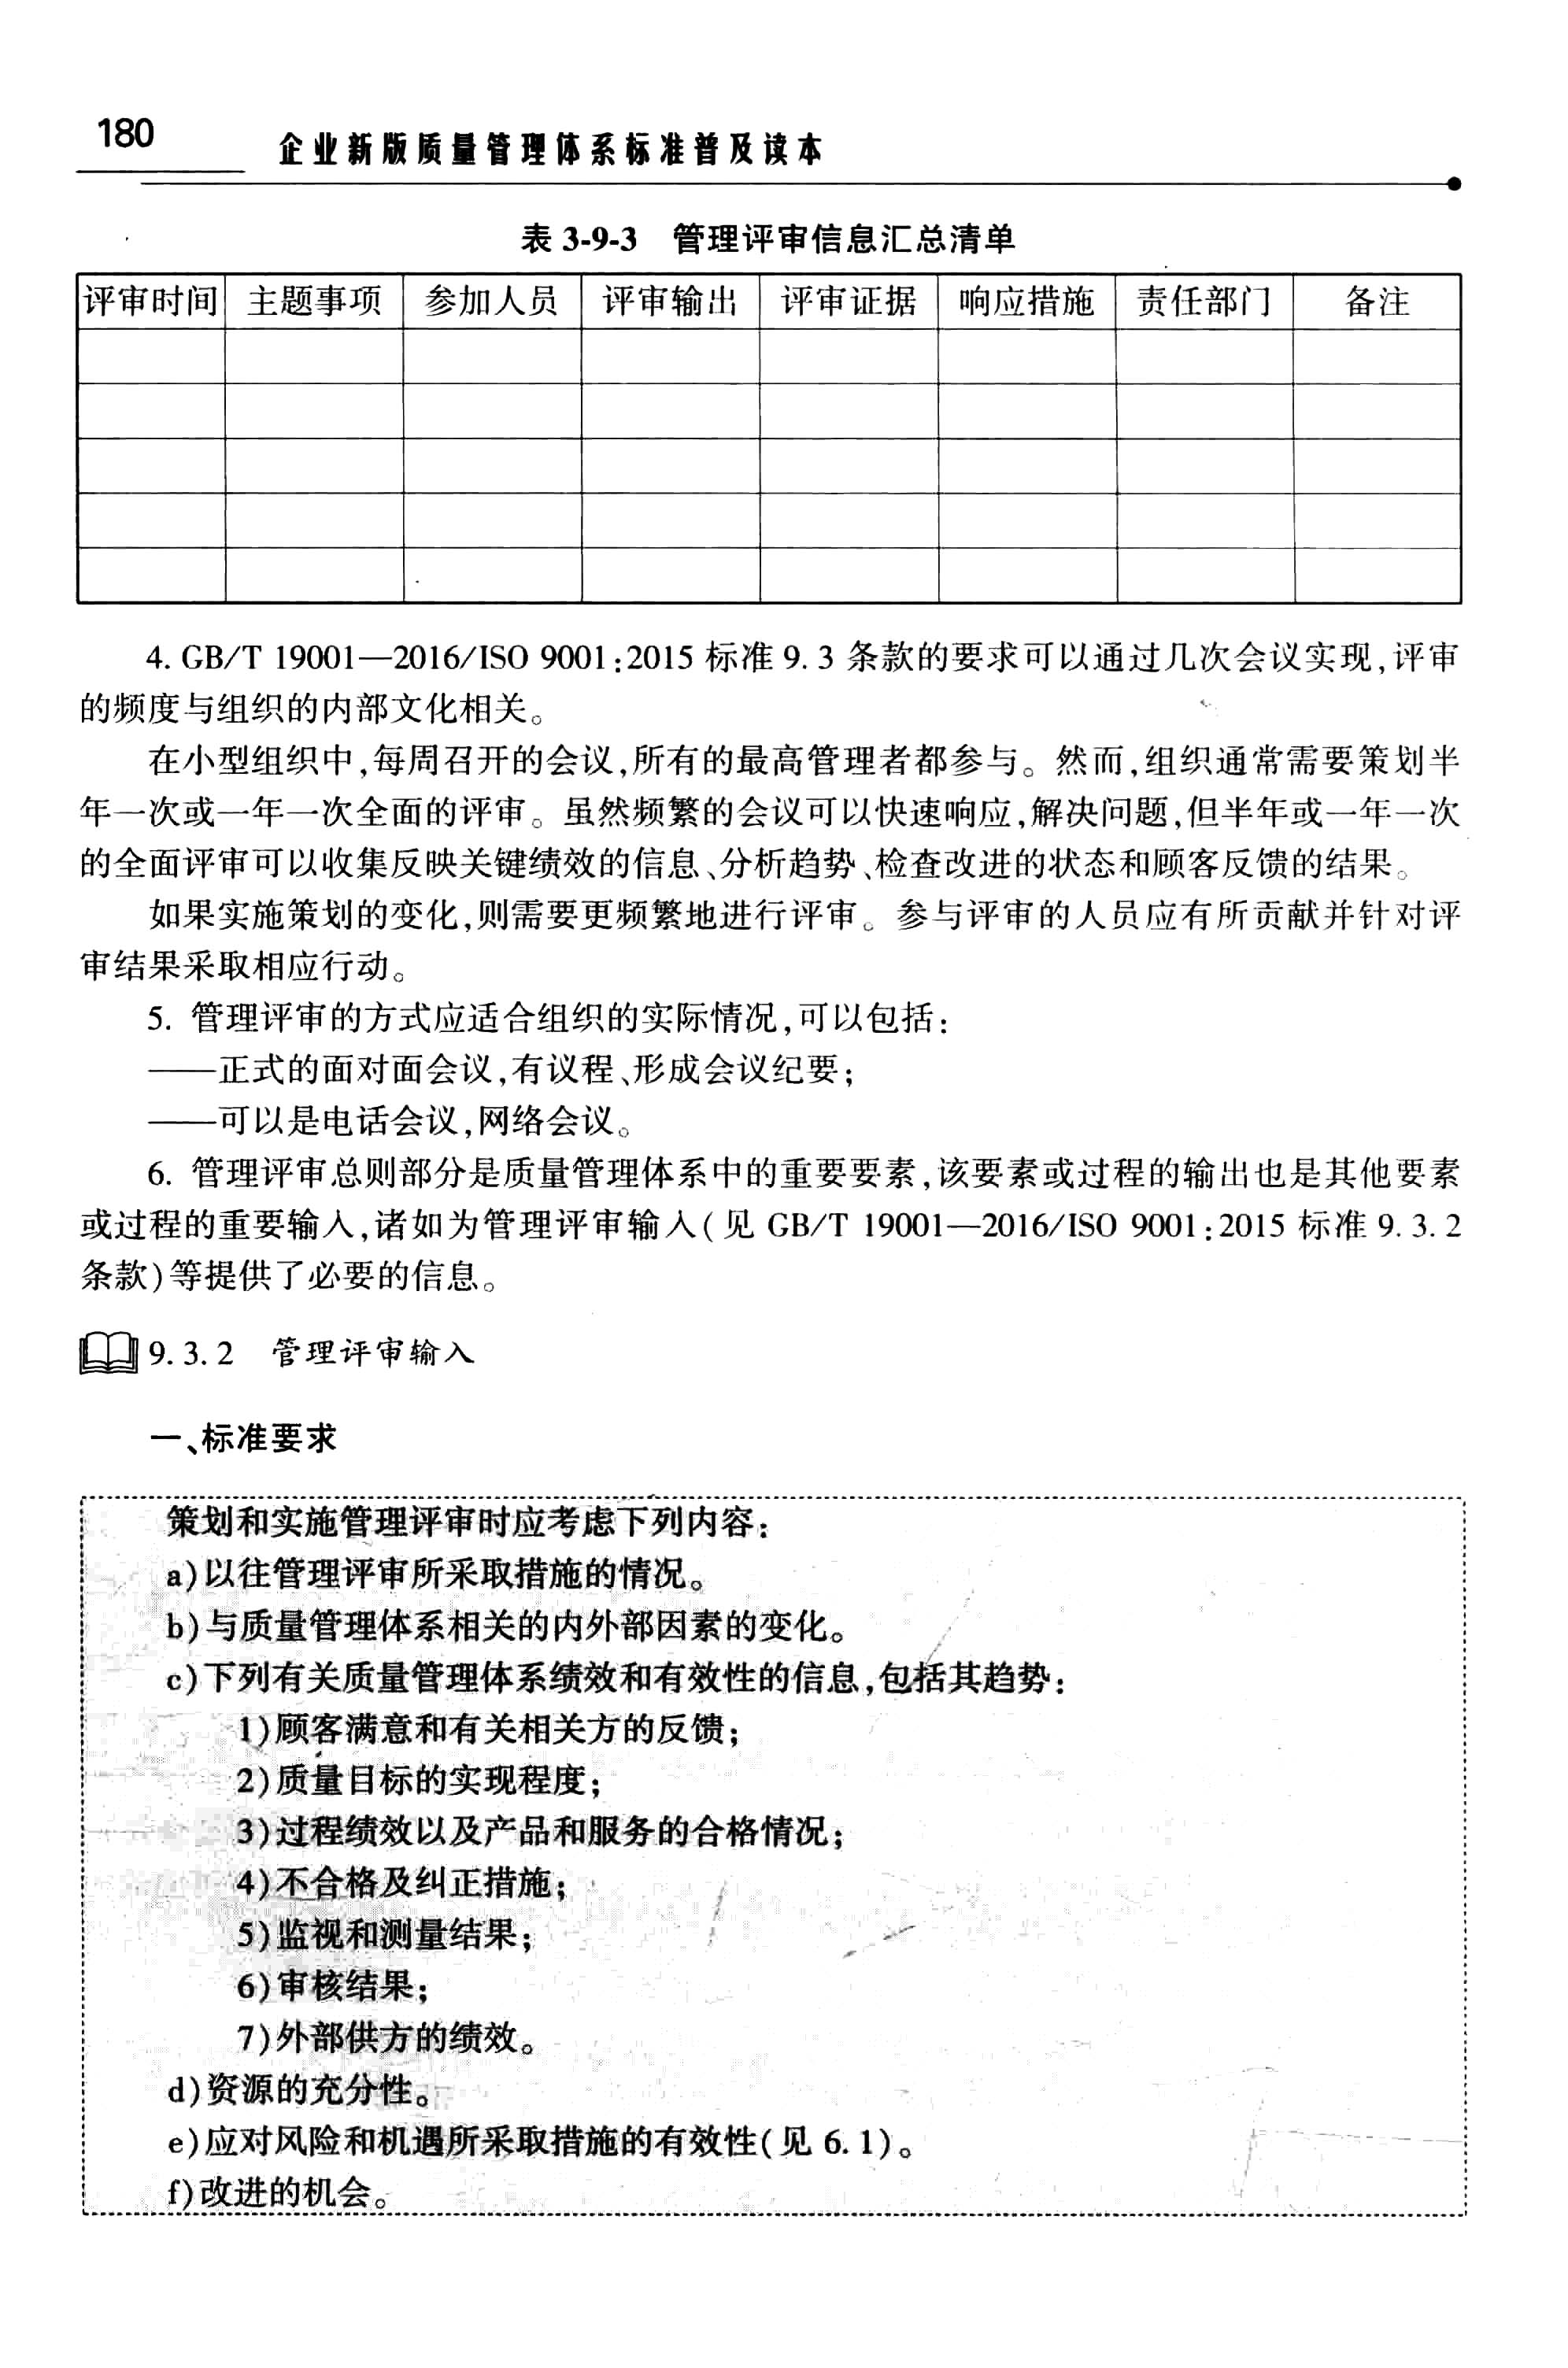 180
企业新版质量管理体系标准普及读本
表 3-9-3 管理评审信息汇总清单
评审时间 主题事项 参加人员 评审输出 评审证据 响应措施 责任部门 备注
4. GB/T 19001—2016/ISO 9001:2015 标准 9.3 条款的要求可以通过几次会议实现,评审
的频度与组织的内部文化相关。
在小型组织中,每周召开的会议,所有的最高管理者都参与。然而,组织通常需要策划半
年一次或一年一次全面的评审。虽然频繁的会议可以快速响应,解决问题,但半年或一年一次
的全面评审可以收集反映关键绩效的信息、分析趋势、检查改进的状态和顾客反馈的结果。
如果实施策划的变化,则需要更频繁地进行评审。参与评审的人员应有所贡献并针对评
审结果采取相应行动。
5. 管理评审的方式应适合组织的实际情况,可以包括:
——正式的面对面会议,有议程、形成会议纪要;
——可以是电话会议,网络会议。
6. 管理评审总则部分是质量管理体系中的重要要素,该要素或过程的输出也是其他要素
或过程的重要输入,诸如为管理评审输入(见 GB/T 19001—2016/ISO 9001:2015 标准 9.3.2
条款)等提供了必要的信息。
9.3.2 管理评审输入
一、标准要求
策划和实施管理评审时应考虑下列内容:
a)以往管理评审所采取措施的情况。
b)与质量管理体系相关的内外部因素的变化。
c)下列有关质量管理体系绩效和有效性的信息,包括其趋势:
1)顾客满意和有关相关方的反馈;
2)质量目标的实现程度;
3)过程绩效以及产品和服务的合格情况;
4)不合格及纠正措施;
5)监视和测量结果;
6)审核结果;
7)外部供方的绩效。
d)资源的充分性。
e)应对风险和机遇所采取措施的有效性(见 6.1)。
f)改进的机会。